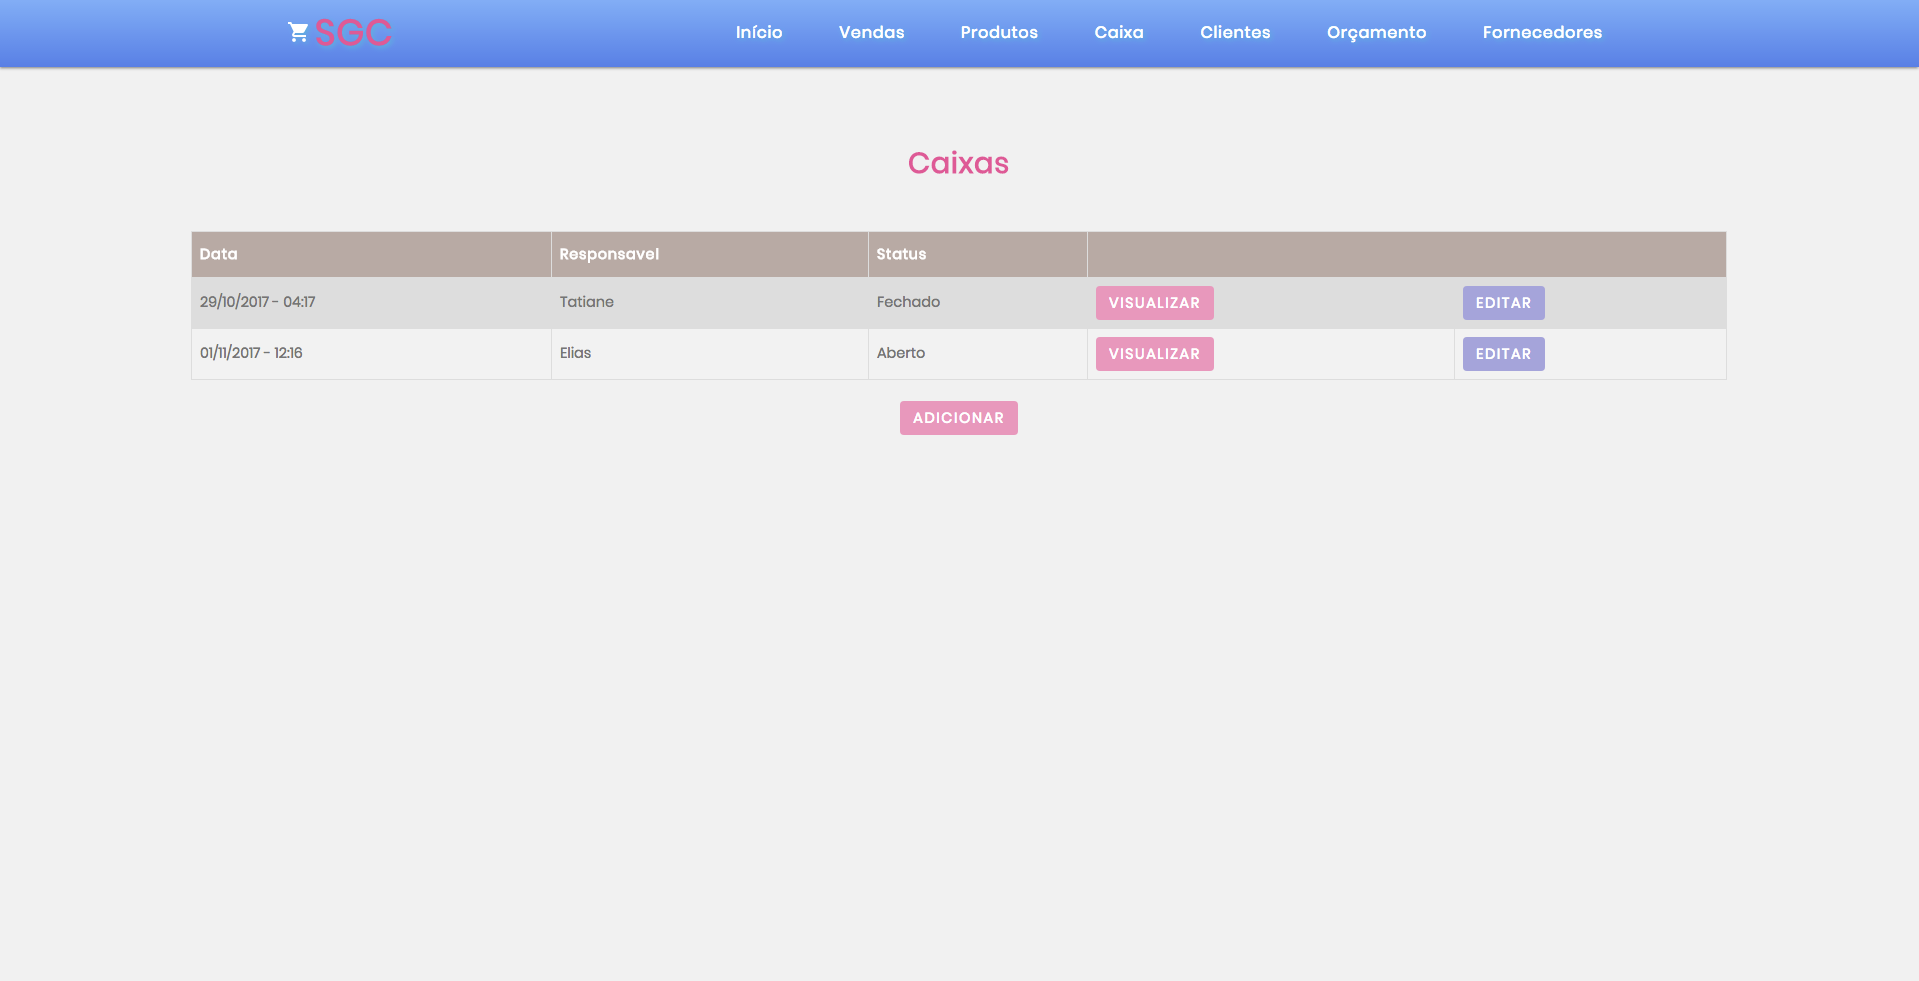 SGC Início Vendas Produtos Caixa Clientes Orçamento Fornecedores
Caixas
Data Responsavel Status
29/10/2017 - 04:17 Tatiane Fechado VISUALIZAR EDITAR
01/11/2017 - 12:16 Elias Aberto VISUALIZAR EDITAR
ADICIONAR